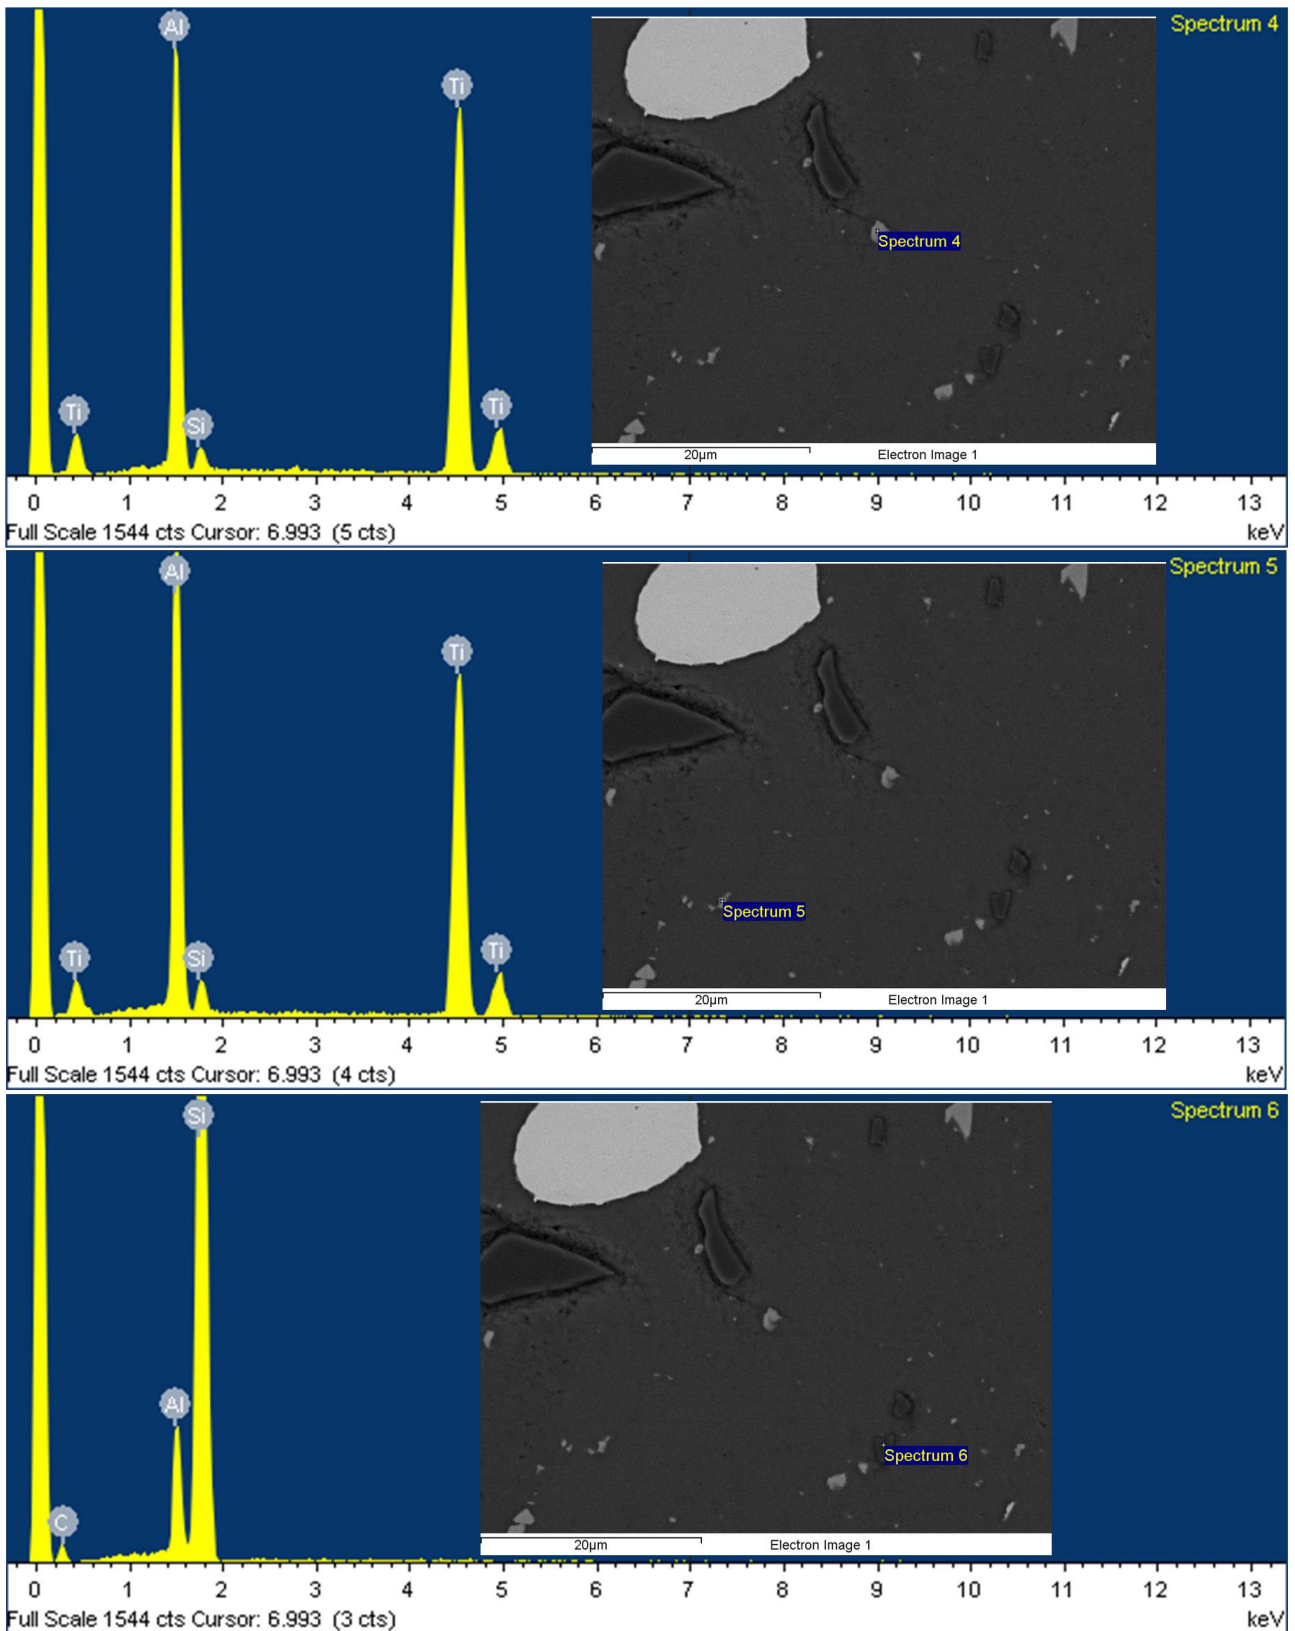 Spectrum 4
Al
Ti
Ti
Si
Ti
Spectrum 4
20µm Electron Image 1
0 1 2 3 4 5 6 7 8 9 10 11 12 13
Full Scale 1544 cts Cursor: 6.993 (5 cts) keV
Spectrum 5
Al
Ti
Ti
Si
Ti
Spectrum 5
20µm Electron Image 1
0 1 2 3 4 5 6 7 8 9 10 11 12 13
Full Scale 1544 cts Cursor: 6.993 (4 cts) keV
Spectrum 6
Si
Al
C
Spectrum 6
20µm Electron Image 1
0 1 2 3 4 5 6 7 8 9 10 11 12 13
Full Scale 1544 cts Cursor: 6.993 (3 cts) keV